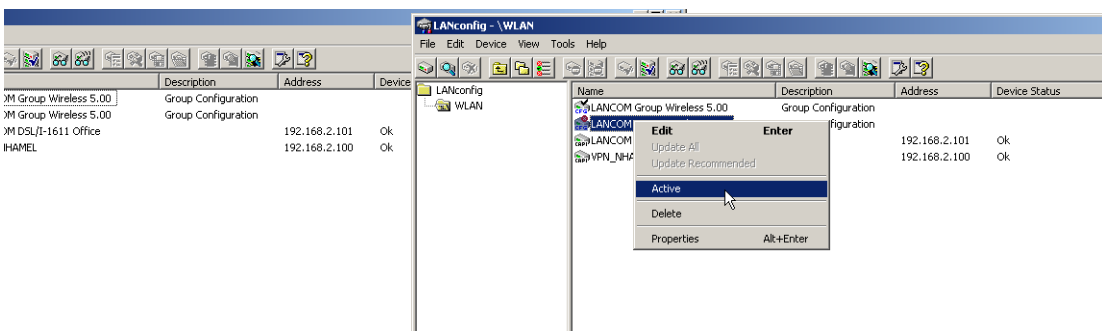 LANconfig - \WLAN
File Edit Device View Tools Help
Description Address Device
OM Group Wireless 5.00 Group Configuration
OM Group Wireless 5.00 Group Configuration
OM DSL/I-1611 Office 192.168.2.101 Ok
HAMEL 192.168.2.100 Ok
LANconfig
WLAN
Name Description Address Device Status
LANCOM Group Wireless 5.00 Group Configuration
LANCOM figuration
LANCOM 192.168.2.101 Ok
VPN_NHA 192.168.2.100 Ok
Edit Enter
Update All
Update Recommended
Active
Delete
Properties Alt+Enter